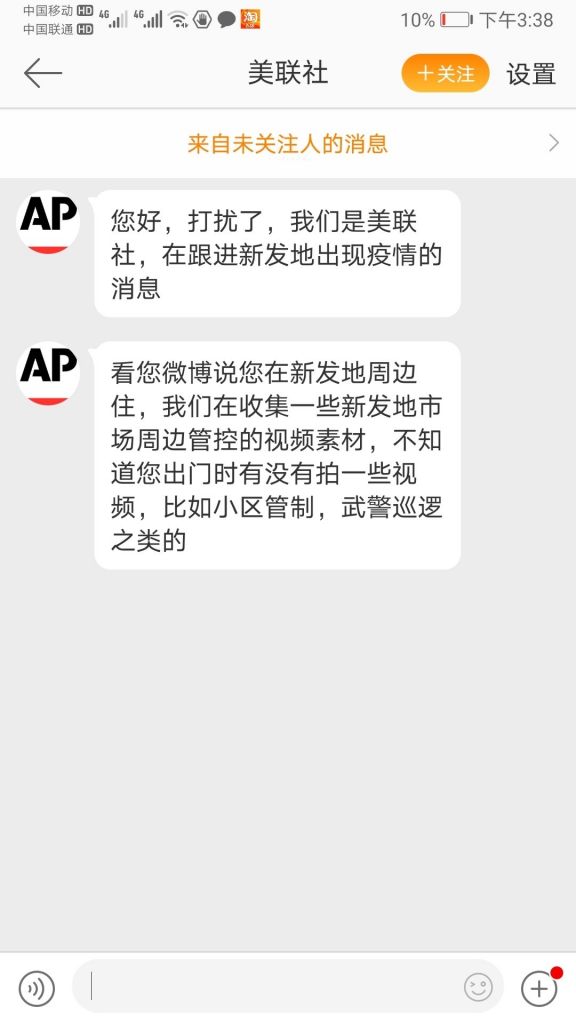 中国移动 HD 4G 4G 淘 10% 下午3:38
中国联通 HD
美联社 +关注 设置
来自未关注人的消息
AP
您好，打扰了，我们是美联
社，在跟进新发地出现疫情的
消息
AP
看您微博说您在新发地周边
住，我们在收集一些新发地市
场周边管控的视频素材，不知
道您出门时有没有拍一些视
频，比如小区管制，武警巡逻
之类的